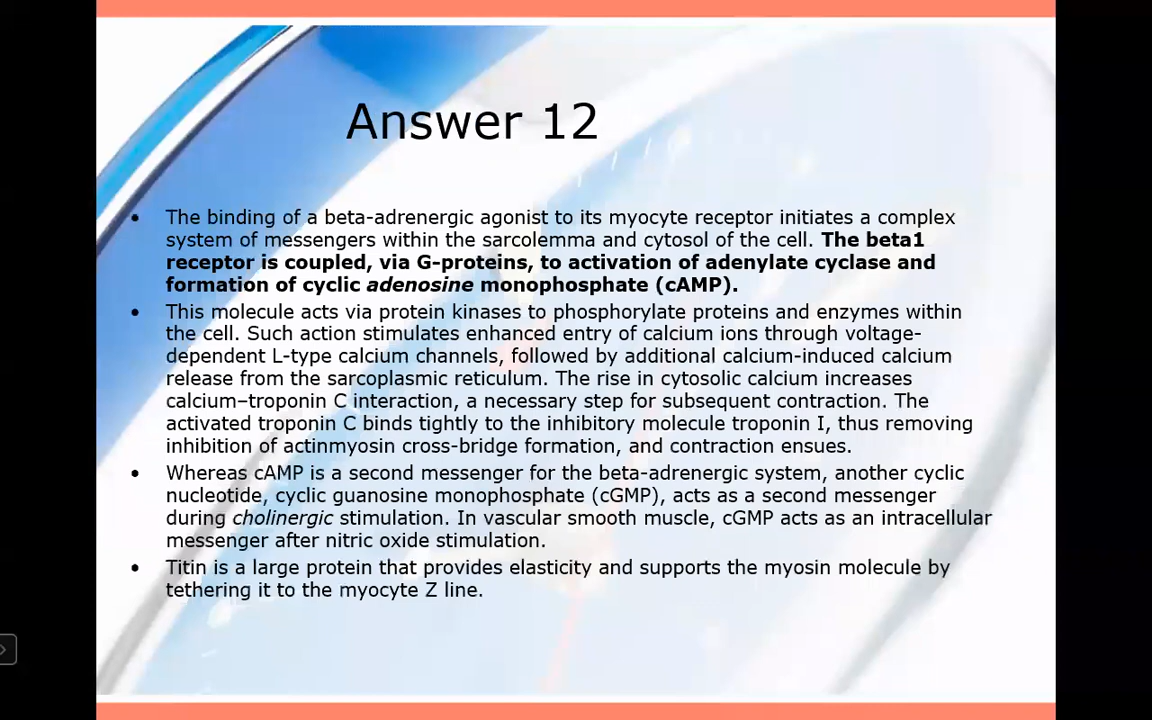 Answer 12
• The binding of a beta-adrenergic agonist to its myocyte receptor initiates a complex
system of messengers within the sarcolemma and cytosol of the cell. The beta1
receptor is coupled, via G-proteins, to activation of adenylate cyclase and
formation of cyclic adenosine monophosphate (cAMP).
• This molecule acts via protein kinases to phosphorylate proteins and enzymes within
the cell. Such action stimulates enhanced entry of calcium ions through voltage-
dependent L-type calcium channels, followed by additional calcium-induced calcium
release from the sarcoplasmic reticulum. The rise in cytosolic calcium increases
calcium–troponin C interaction, a necessary step for subsequent contraction. The
activated troponin C binds tightly to the inhibitory molecule troponin I, thus removing
inhibition of actinmyosin cross-bridge formation, and contraction ensues.
• Whereas cAMP is a second messenger for the beta-adrenergic system, another cyclic
nucleotide, cyclic guanosine monophosphate (cGMP), acts as a second messenger
during cholinergic stimulation. In vascular smooth muscle, cGMP acts as an intracellular
messenger after nitric oxide stimulation.
• Titin is a large protein that provides elasticity and supports the myosin molecule by
tethering it to the myocyte Z line.